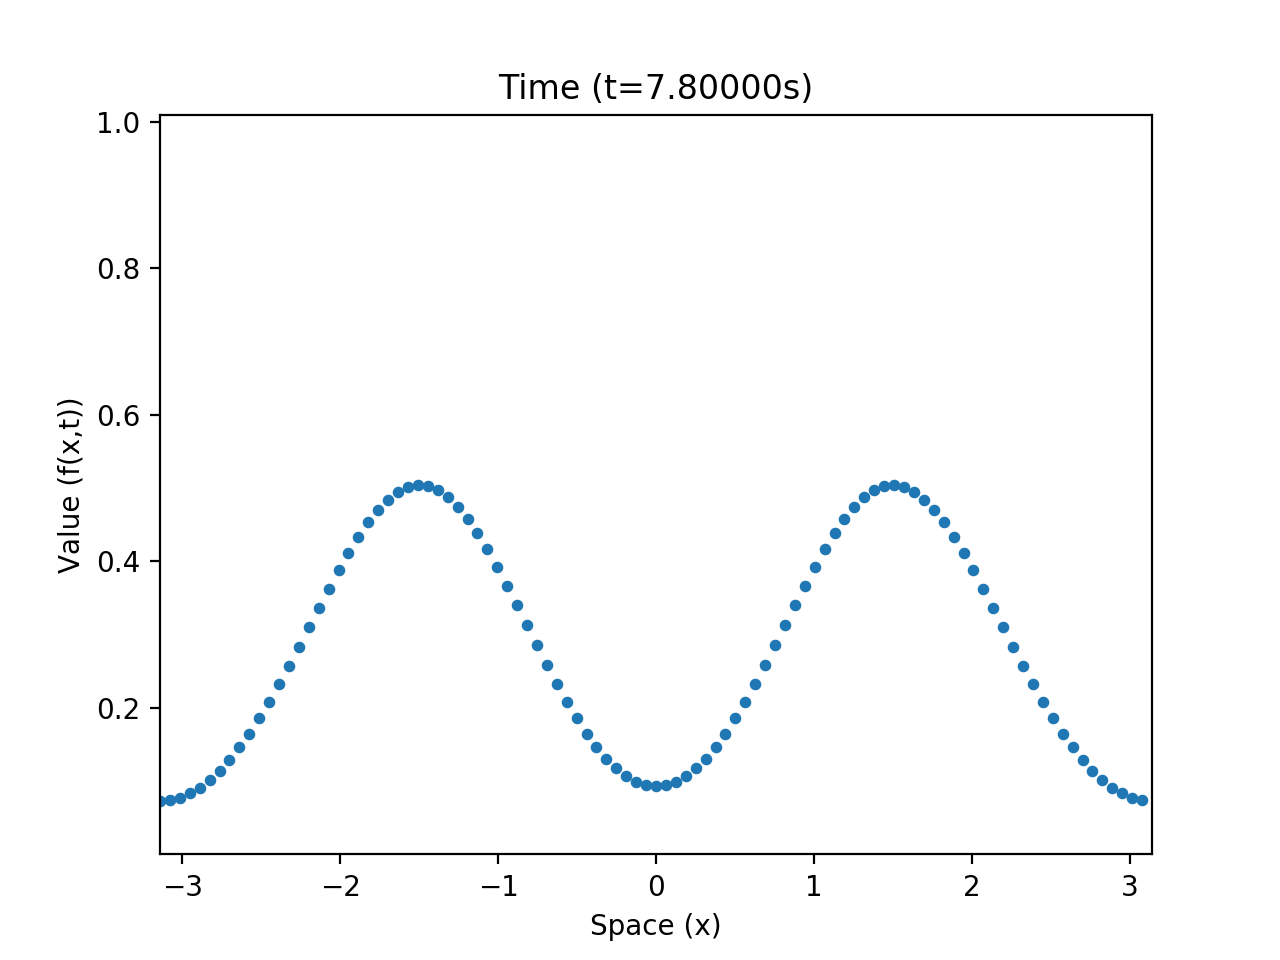 Time (t=7.80000s)
1.0
0.8
0.6
0.4
0.2
Value (f(x,t))
−3 −2 −1 0 1 2 3
Space (x)